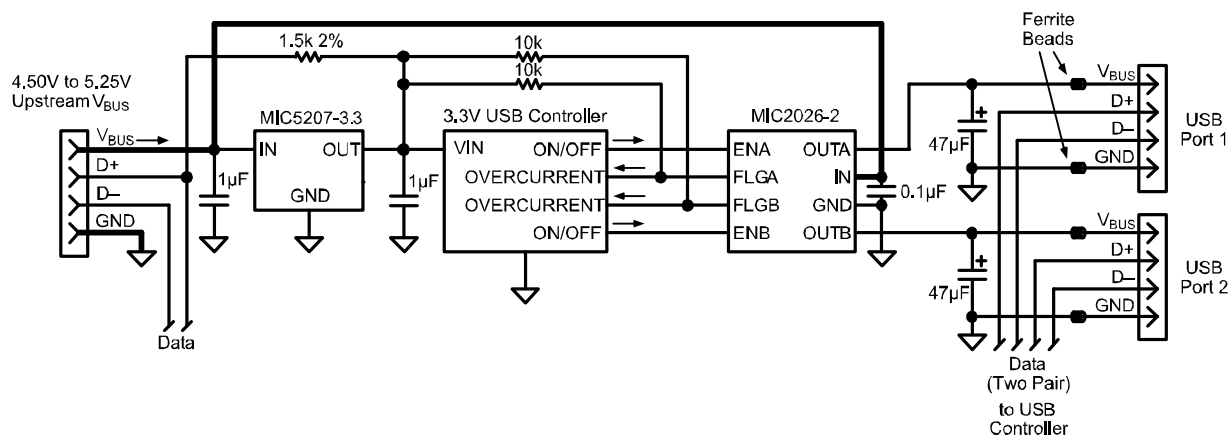 4.50V to 5.25V
Upstream VBUS
VBUS
D+
D–
GND
Data
1.5k 2%
MIC5207-3.3
IN
OUT
GND
1µF
1µF
10k
10k
3.3V USB Controller
VIN
ON/OFF
OVERCURRENT
OVERCURRENT
ON/OFF
MIC2026-2
ENA
FLGA
FLGB
ENB
OUTA
IN
GND
OUTB
0.1µF
Ferrite
Beads
+
47µF
VBUS
D+
D–
GND
USB
Port 1
+
47µF
VBUS
D+
D–
GND
USB
Port 2
Data
(Two Pair)
to USB
Controller